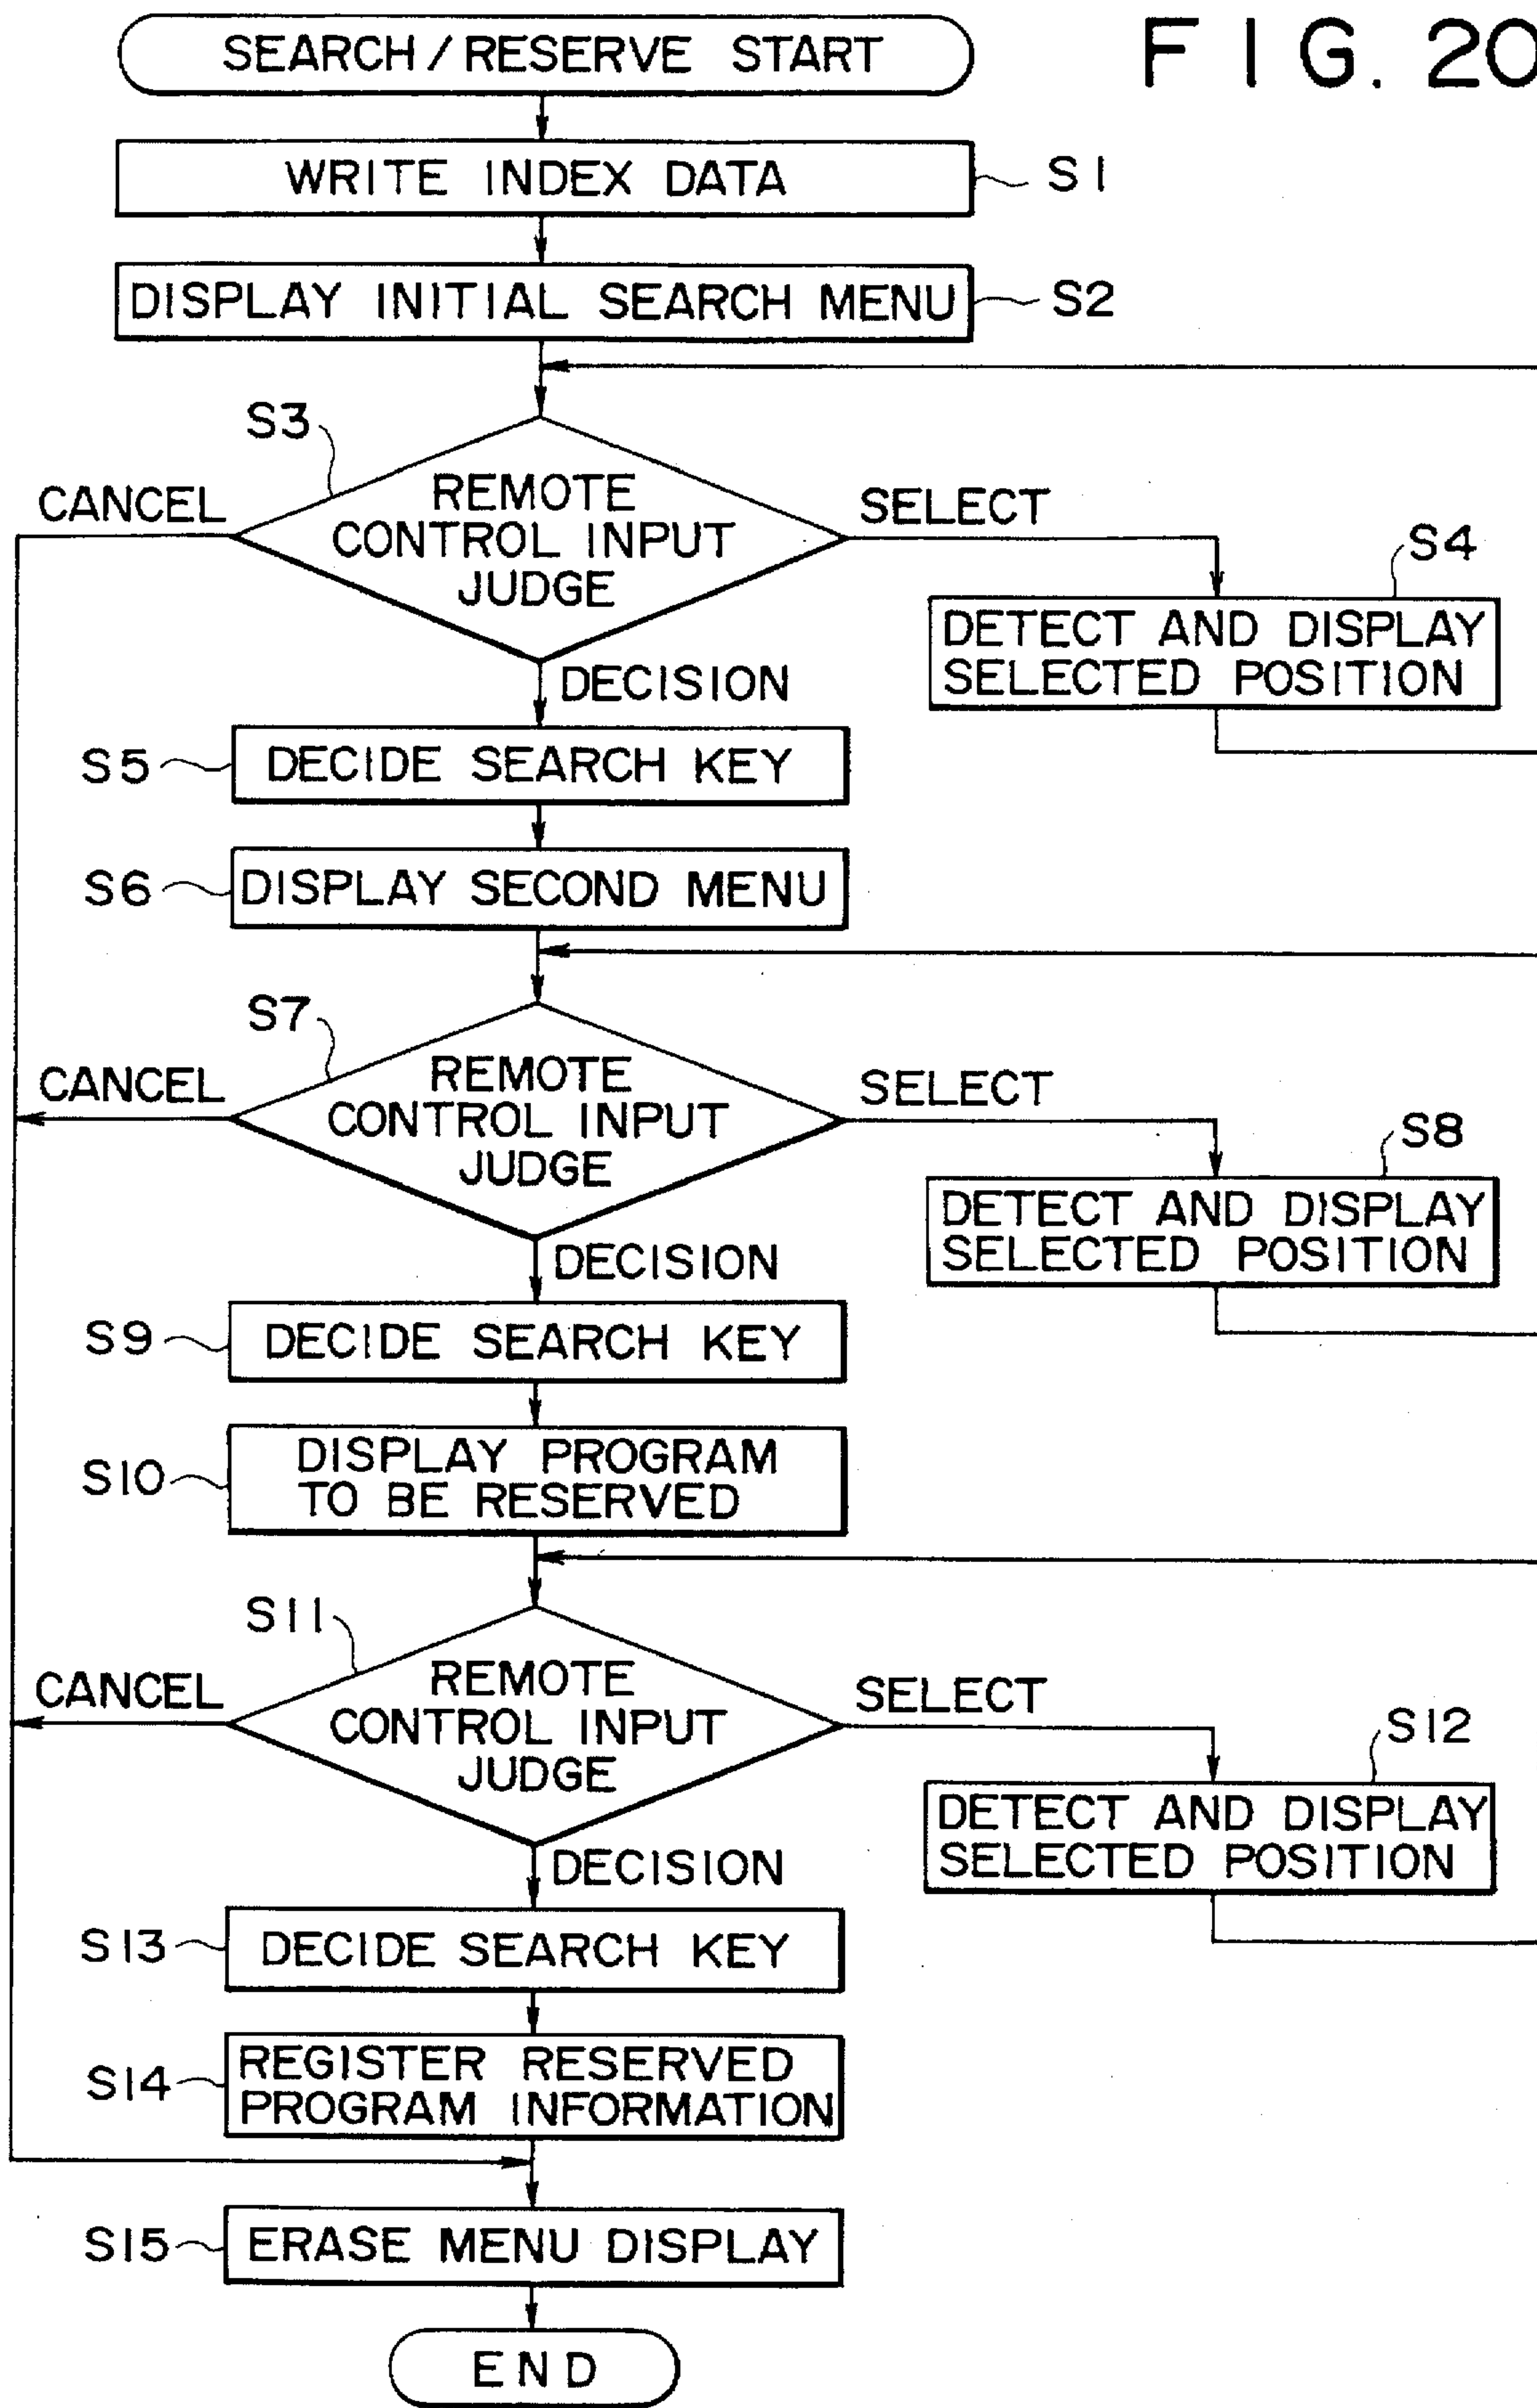 SEARCH / RESERVE START
FIG. 20
WRITE INDEX DATA
S1
DISPLAY INITIAL SEARCH MENU
S2
S3
CANCEL
REMOTE
CONTROL INPUT
JUDGE
SELECT
S4
DETECT AND DISPLAY
SELECTED POSITION
DECISION
S5
DECIDE SEARCH KEY
S6
DISPLAY SECOND MENU
S7
CANCEL
REMOTE
CONTROL INPUT
JUDGE
SELECT
S8
DETECT AND DISPLAY
SELECTED POSITION
DECISION
S9
DECIDE SEARCH KEY
S10
DISPLAY PROGRAM
TO BE RESERVED
S11
CANCEL
REMOTE
CONTROL INPUT
JUDGE
SELECT
S12
DETECT AND DISPLAY
SELECTED POSITION
DECISION
S13
DECIDE SEARCH KEY
S14
REGISTER RESERVED
PROGRAM INFORMATION
S15
ERASE MENU DISPLAY
END